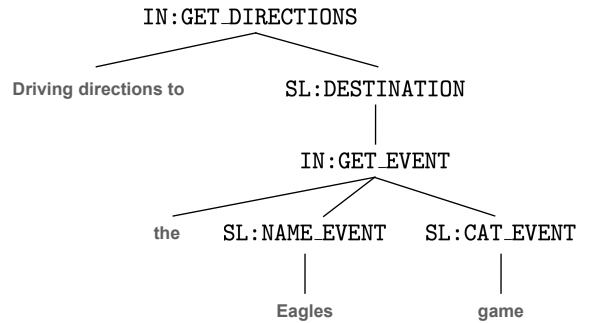 IN:GET_DIRECTIONS
Driving directions to SL:DESTINATION
IN:GET_EVENT
the SL:NAME_EVENT SL:CAT_EVENT
Eagles game